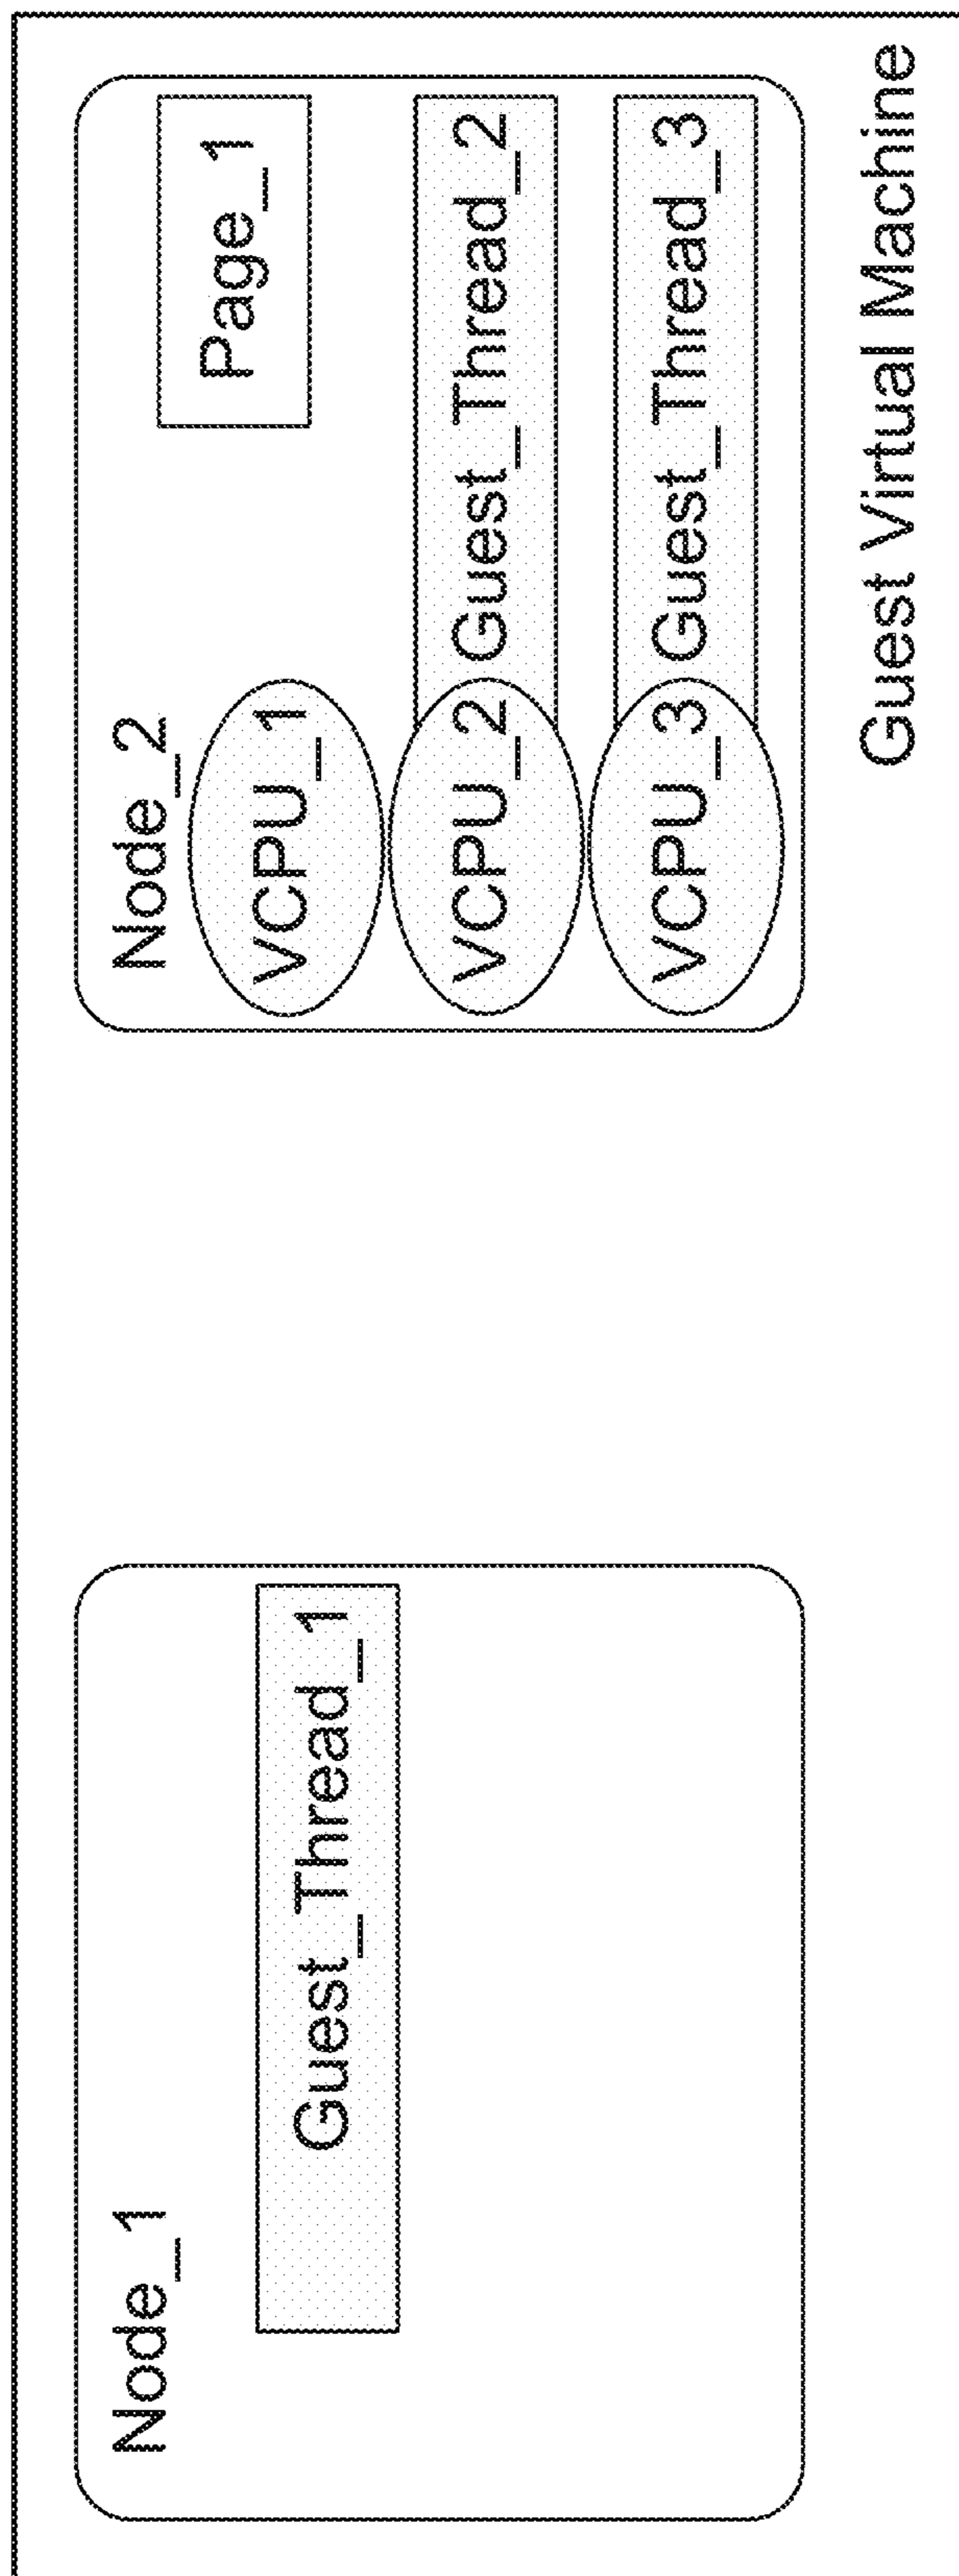 Node_1
Guest_Thread_1
Node_2
Page_1
VCPU_1
VCPU_2
Guest_Thread_2
VCPU_3
Guest_Thread_3
Guest Virtual Machine